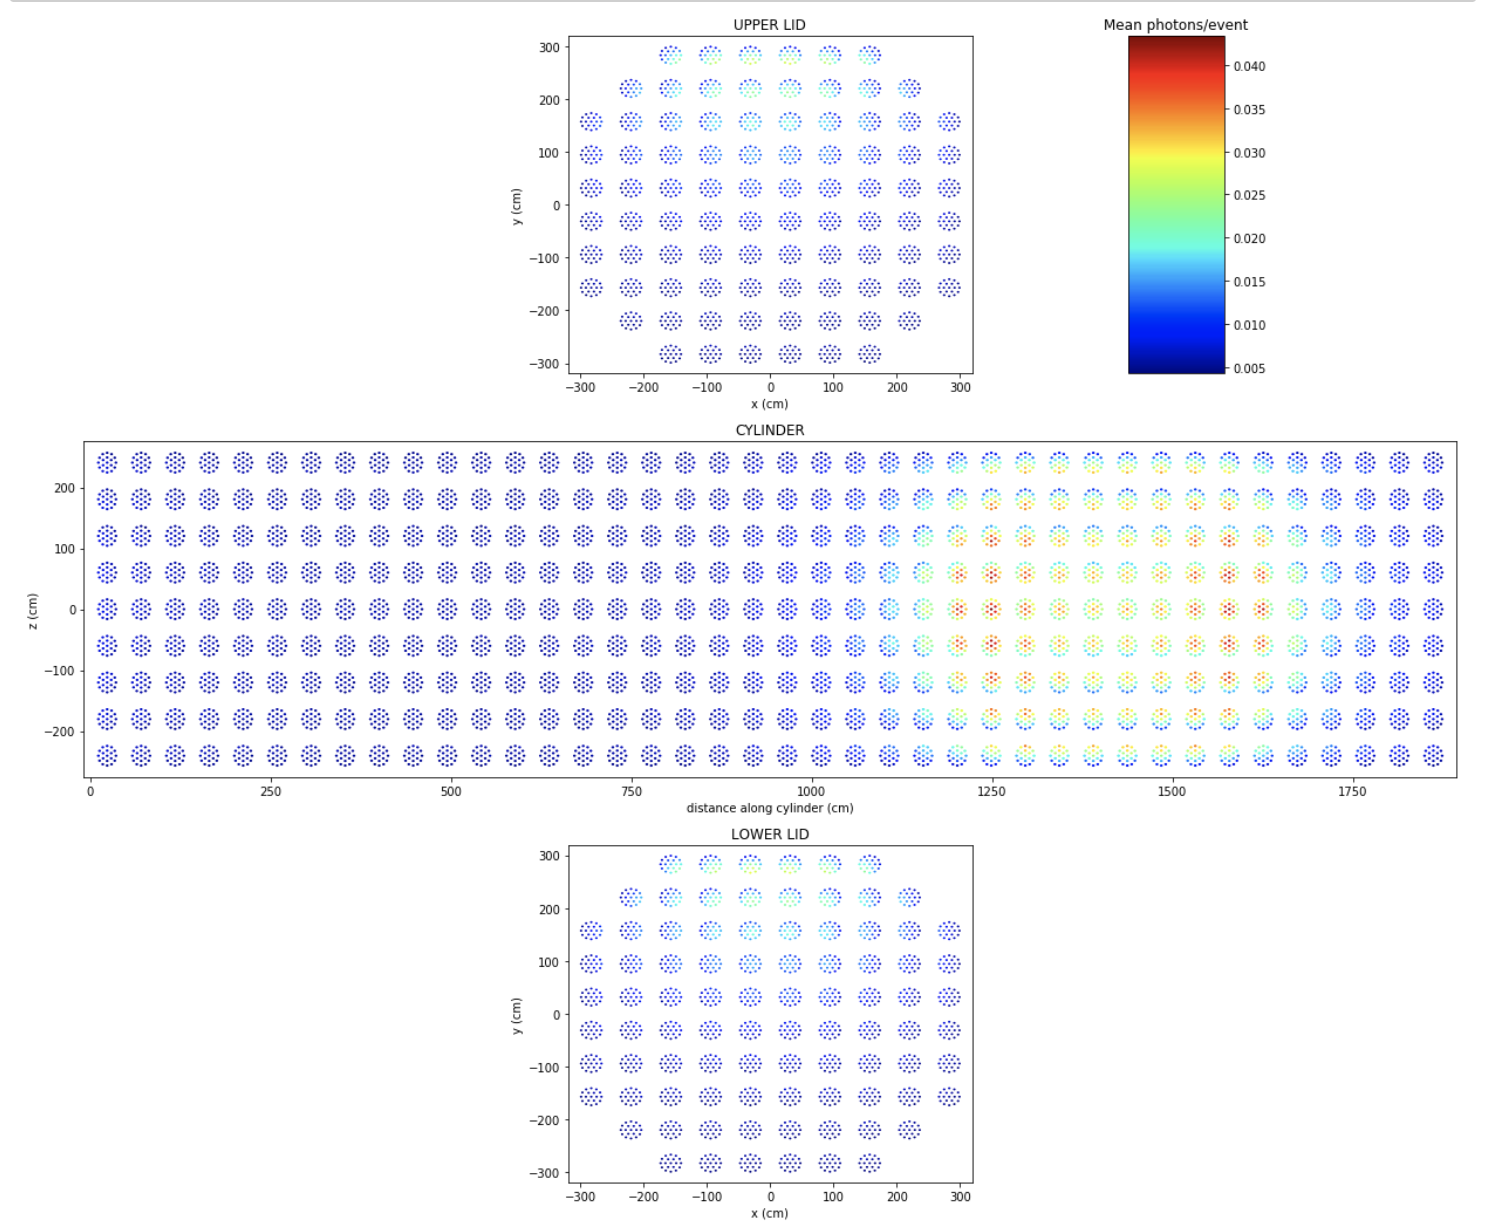 UPPER LID
Mean photons/event
300
200
100
0
−100
−200
−300
y (cm)
−300 −200 −100 0 100 200 300
x (cm)
0.040
0.035
0.030
0.025
0.020
0.015
0.010
0.005
CYLINDER
200
100
0
−100
−200
z (cm)
0 250 500 750 1000 1250 1500 1750
distance along cylinder (cm)
LOWER LID
300
200
100
0
−100
−200
−300
y (cm)
−300 −200 −100 0 100 200 300
x (cm)